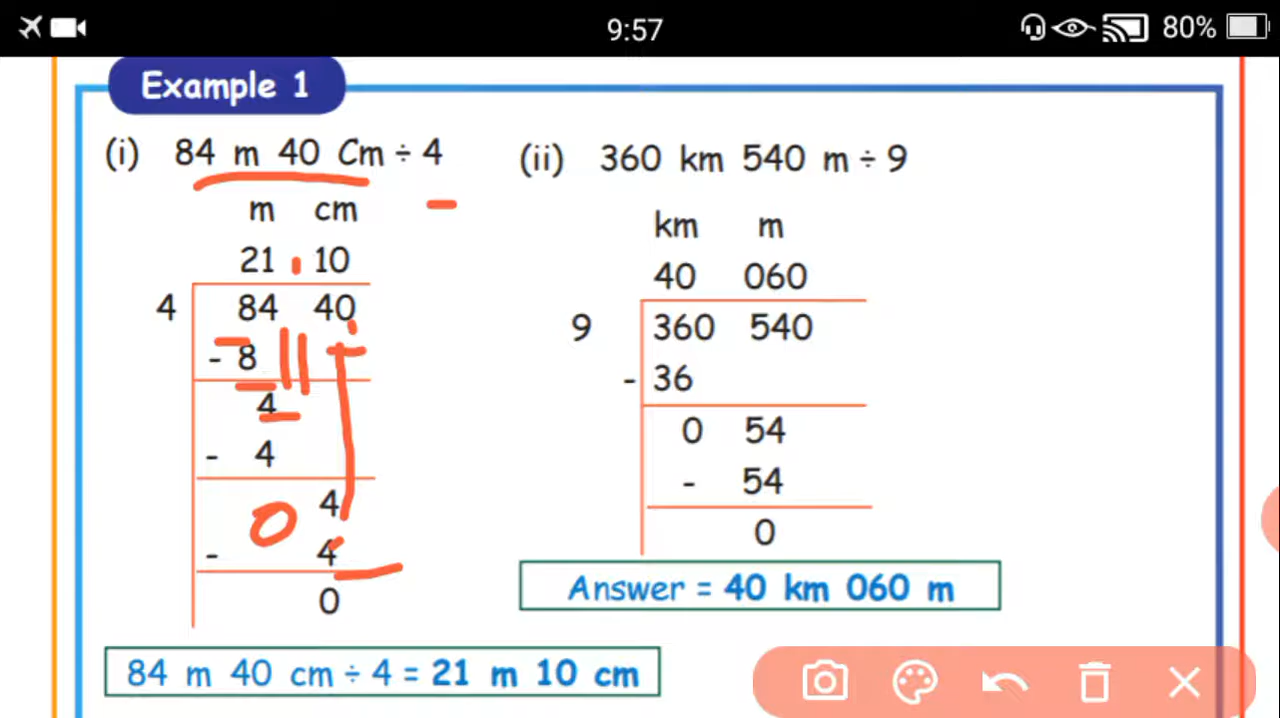 9:57
80%
Example 1
(i) 84 m 40 Cm ÷ 4
m cm
21 10
4 84 40
- 8
4
- 4
0 4
- 4
0
84 m 40 cm ÷ 4 = 21 m 10 cm
(ii) 360 km 540 m ÷ 9
km m
40 060
9 360 540
- 36
0 54
- 54
0
Answer = 40 km 060 m